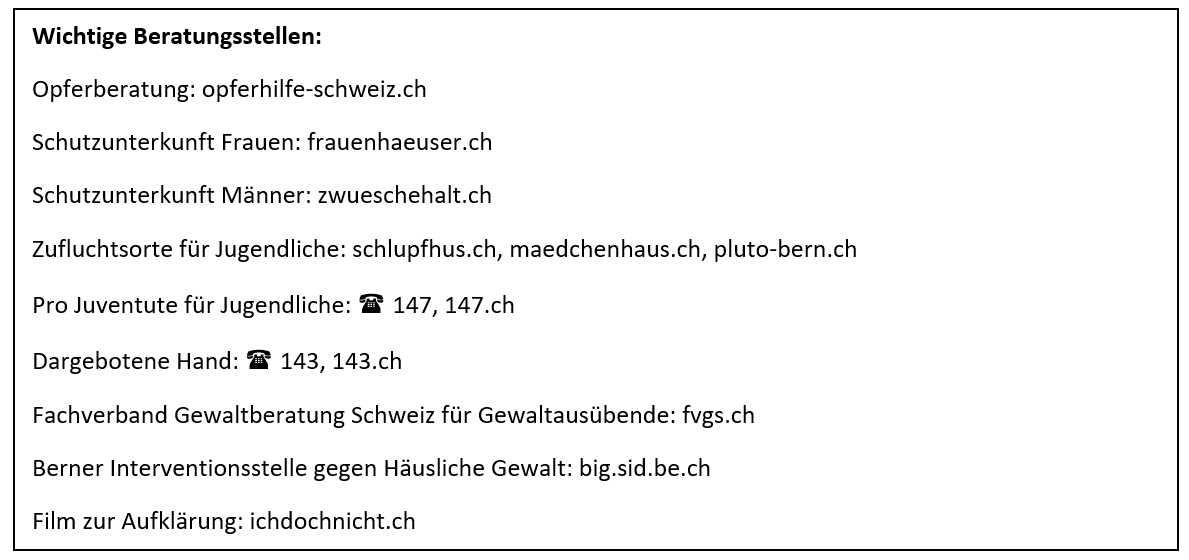 Wichtige Beratungsstellen:
Opferberatung: opferhilfe-schweiz.ch
Schutzunterkunft Frauen: frauenhaeuser.ch
Schutzunterkunft Männer: zwueschehalt.ch
Zufluchtsorte für Jugendliche: schlupfhus.ch, maedchenhaus.ch, pluto-bern.ch
Pro Juventute für Jugendliche: ☎ 147, 147.ch
Dargebotene Hand: ☎ 143, 143.ch
Fachverband Gewaltberatung Schweiz für Gewaltausübende: fvgs.ch
Berner Interventionsstelle gegen Häusliche Gewalt: big.sid.be.ch
Film zur Aufklärung: ichdochnicht.ch